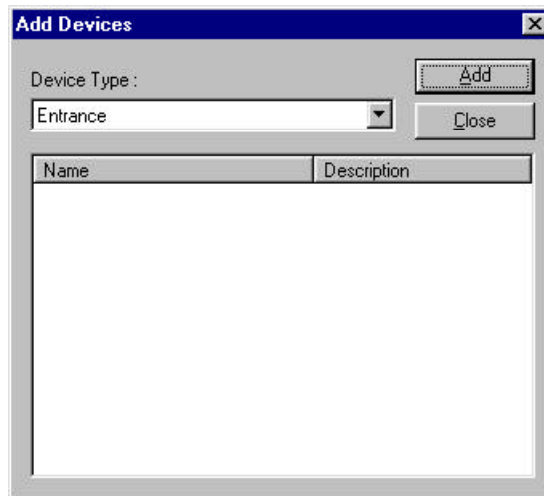 Add Devices
Device Type :
Add
Entrance
Close
Name Description